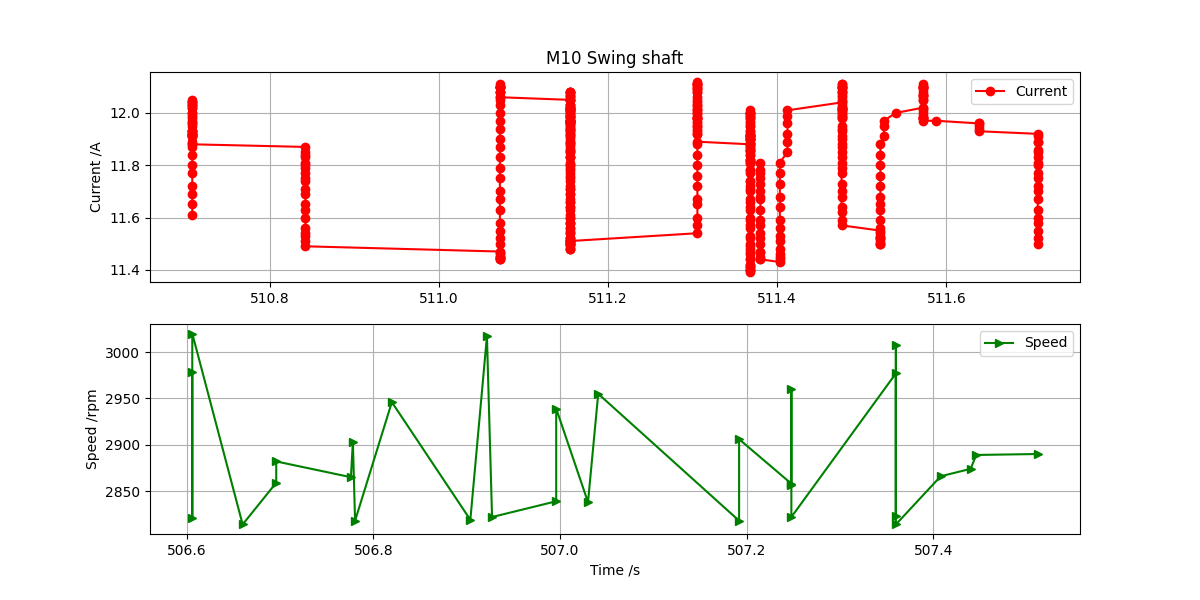 M10 Swing shaft
Current /A
12.0
11.8
11.6
11.4
Current
510.8 511.0 511.2 511.4 511.6
Speed /rpm
3000
2950
2900
2850
Speed
506.6 506.8 507.0 507.2 507.4
Time /s